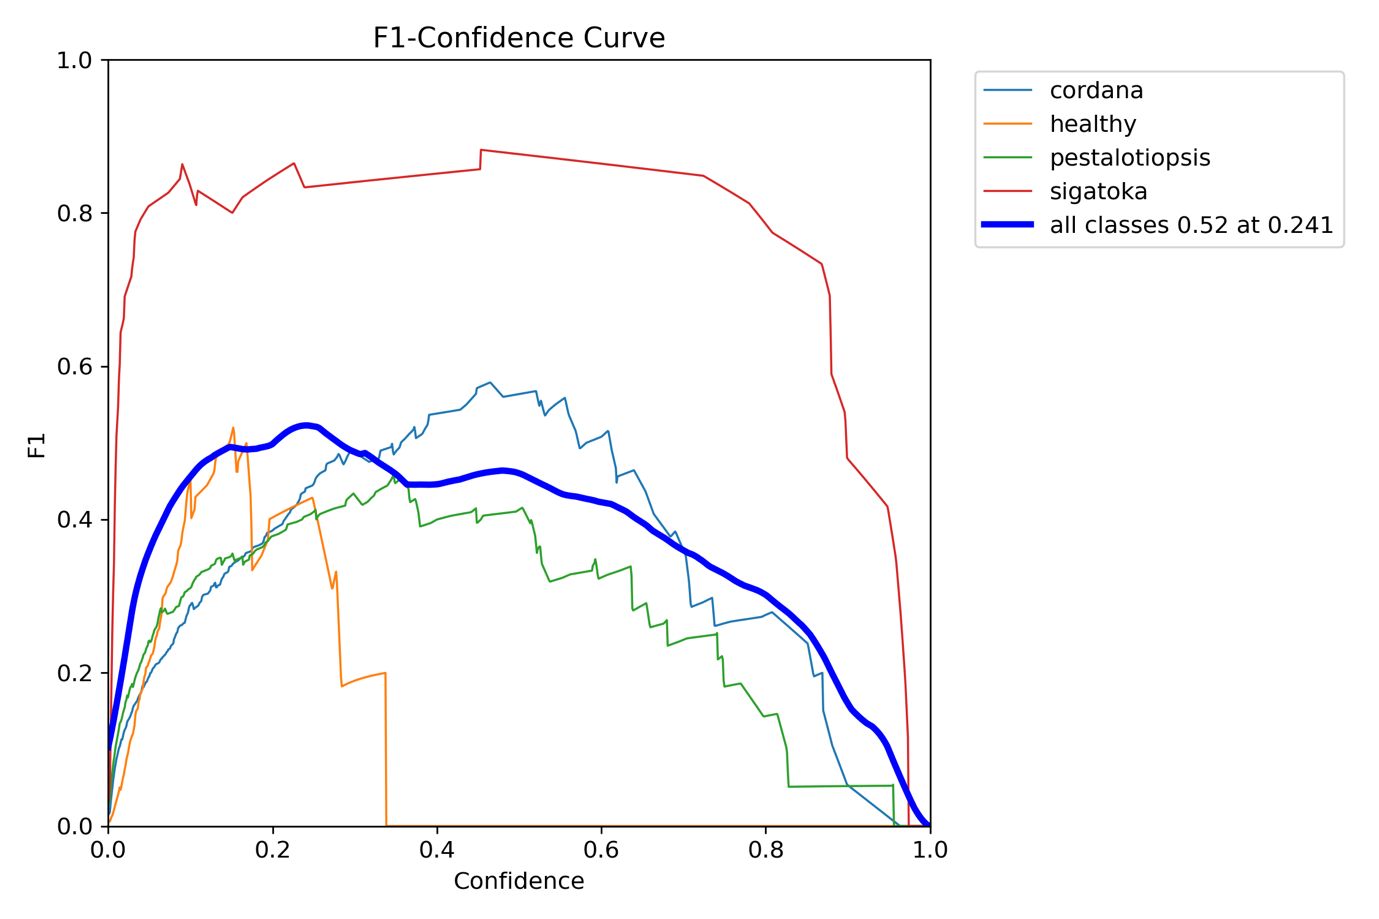 F1-Confidence Curve
1.0
0.8
0.6
0.4
0.2
0.0
F1
0.0 0.2 0.4 0.6 0.8 1.0
Confidence
cordana
healthy
pestalotiopsis
sigatoka
all classes 0.52 at 0.241